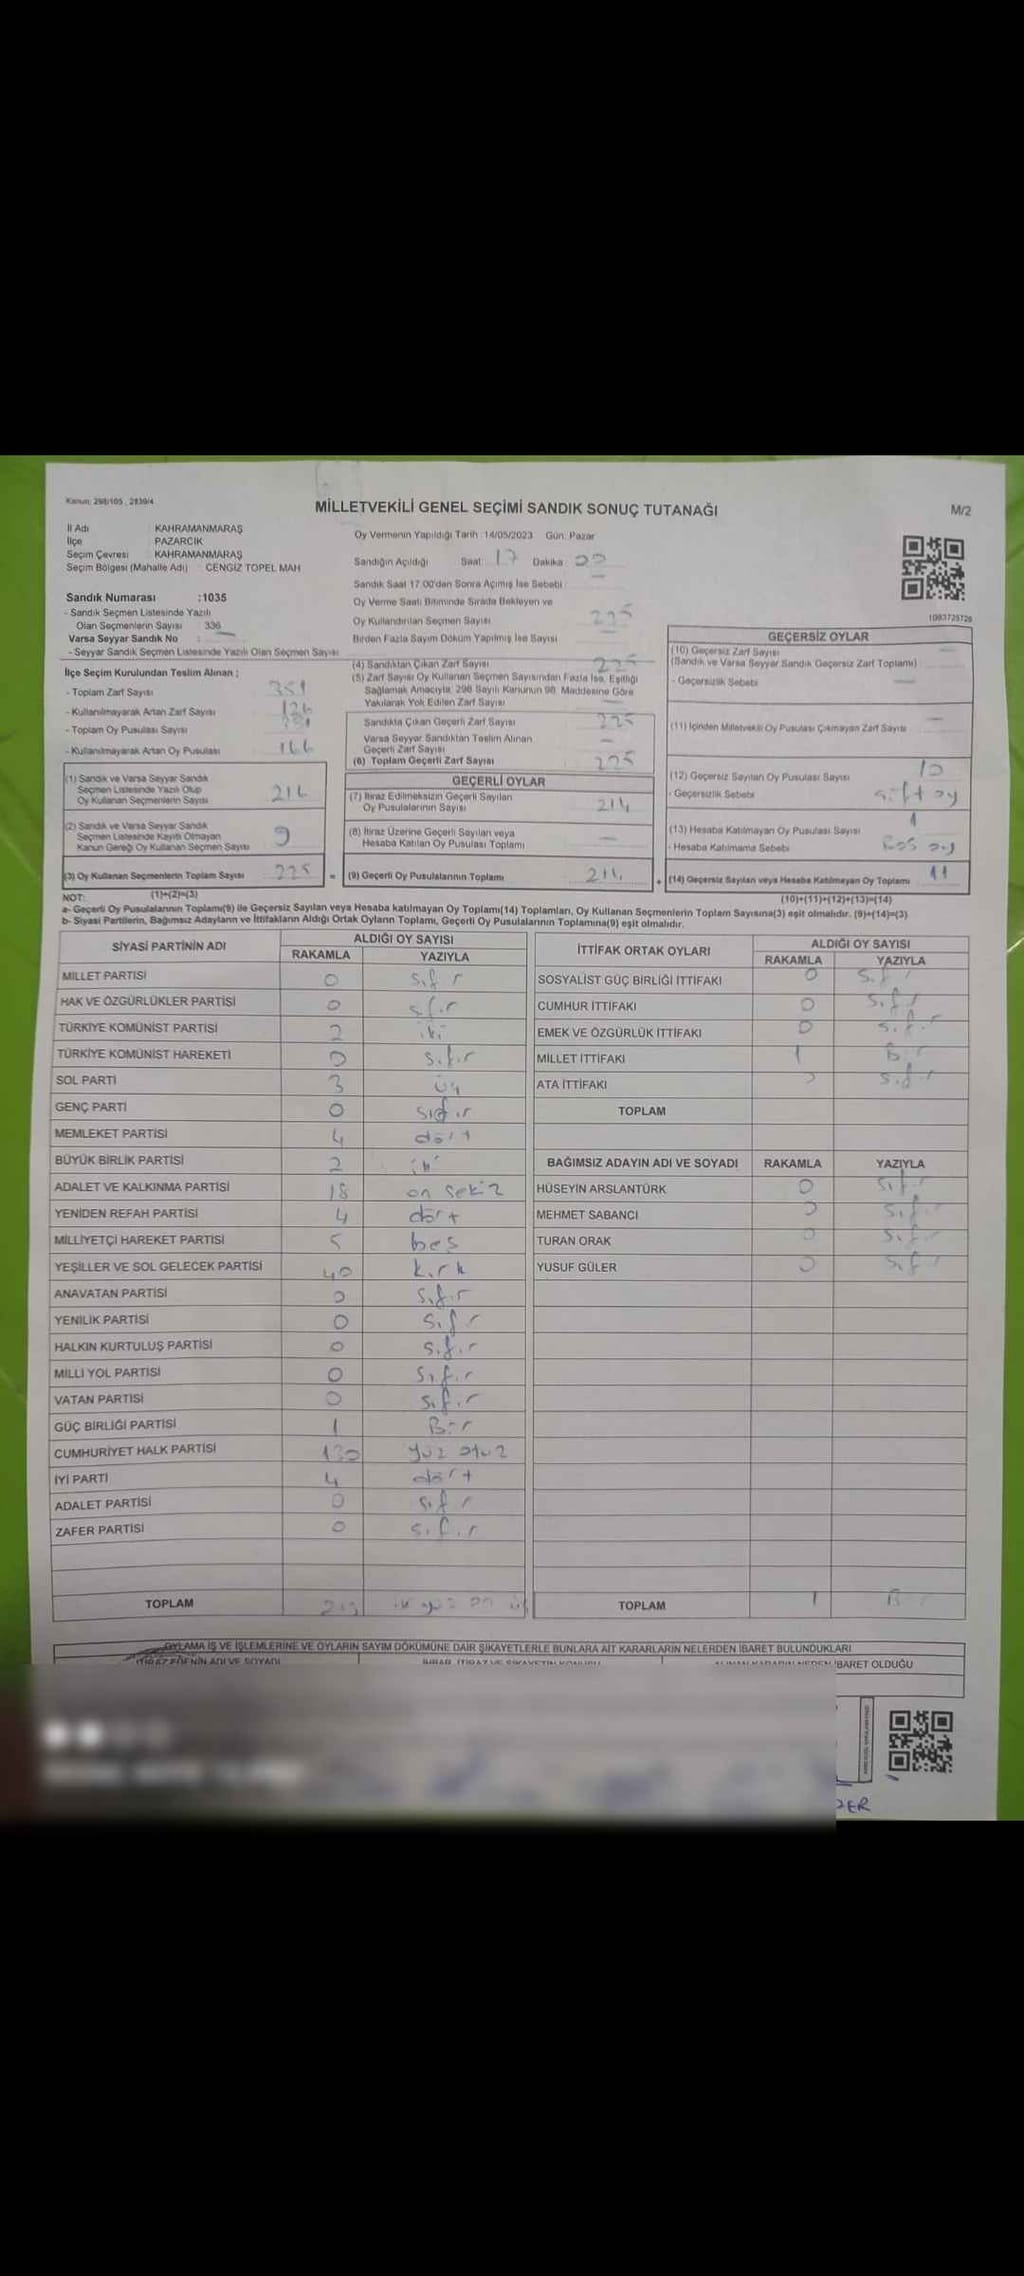 Kanun: 298/105 , 2839/4
MİLLETVEKİLİ GENEL SEÇİMİ SANDIK SONUÇ TUTANAĞI
M/2
İl Adı : KAHRAMANMARAŞ
İlçe : PAZARCIK
Seçim Çevresi : KAHRAMANMARAŞ
Seçim Bölgesi (Mahalle Adı) : CENGİZ TOPEL MAH
Sandık Numarası :1035
- Sandık Seçmen Listesinde Yazılı
Olan Seçmenlerin Sayısı : 336
Varsa Seyyar Sandık No :
- Seyyar Sandık Seçmen Listesinde Yazılı Olan Seçmen Sayısı
Oy Vermenin Yapıldığı Tarih :14/05/2023 Gün: Pazar
Sandığın Açıldığı Saat: 17 Dakika 00
Sandık Saat 17.00'dan Sonra Açılmış İse Sebebi
Oy Verme Saati Bitiminde Sırada Bekleyen ve
Oy Kullandırılan Seçmen Sayısı 225
Birden Fazla Sayım Döküm Yapılmış İse Sayısı
1083725726
İlçe Seçim Kurulundan Teslim Alınan ;
- Toplam Zarf Sayısı 351
- Kullanılmayarak Artan Zarf Sayısı 126
- Toplam Oy Pusulası Sayısı
- Kullanılmayarak Artan Oy Pusulası
(1) Sandık ve Varsa Seyyar Sandık
Seçmen Listesinde Yazılı Olup
Oy Kullanan Seçmenlerin Sayısı 216
(2) Sandık ve Varsa Seyyar Sandık
Seçmen Listesinde Kayıtlı Olmayan
Kanun Gereği Oy Kullanan Seçmen Sayısı 9
(3) Oy Kullanan Seçmenlerin Toplam Sayısı 225 =
(4) Sandıktan Çıkan Zarf Sayısı 225
(5) Zarf Sayısı Oy Kullanan Seçmen Sayısından Fazla İse, Eşitliği
Sağlamak Amacıyla, 298 Sayılı Kanunun 98. Maddesine Göre
Yakılarak Yok Edilen Zarf Sayısı —
Sandıkta Çıkan Geçerli Zarf Sayısı 225
Varsa Seyyar Sandıktan Teslim Alınan
Geçerli Zarf Sayısı —
(6) Toplam Geçerli Zarf Sayısı 225
GEÇERLİ OYLAR
(7) İtiraz Edilmeksizin Geçerli Sayılan
Oy Pusulalarının Sayısı 214
(8) İtiraz Üzerine Geçerli Sayılan veya
Hesaba Katılan Oy Pusulası Toplamı —
(9) Geçerli Oy Pusulalarının Toplamı 214 +
GEÇERSİZ OYLAR
(10) Geçersiz Zarf Sayısı —
(Sandık ve Varsa Seyyar Sandık Geçersiz Zarf Toplamı)
- Geçersizlik Sebebi —
(11) İçinden Milletvekili Oy Pusulası Çıkmayan Zarf Sayısı —
(12) Geçersiz Sayılan Oy Pusulası Sayısı 10
- Geçersizlik Sebebi çift oy
(13) Hesaba Katılmayan Oy Pusulası Sayısı 1
- Hesaba Katılmama Sebebi Boş oy
(14) Geçersiz Sayılan veya Hesaba Katılmayan Oy Toplamı 11
NOT: (1)+(2)=(3)
(10)+(11)+(12)+(13)=(14)
a- Geçerli Oy Pusulalarının Toplamı(9) ile Geçersiz Sayılan veya Hesaba katılmayan Oy Toplamı(14) Toplamları, Oy Kullanan Seçmenlerin Toplam Sayısına(3) eşit olmalıdır. (9)+(14)=(3)
b- Siyasi Partilerin, Bağımsız Adayların ve İttifakların Aldığı Ortak Oyların Toplamı, Geçerli Oy Pusulalarının Toplamına(9) eşit olmalıdır.
SİYASİ PARTİNİN ADI ALDIĞI OY SAYISI
RAKAMLA YAZIYLA
MİLLET PARTİSİ 0 Sıfır
HAK VE ÖZGÜRLÜKLER PARTİSİ 0 sıfır
TÜRKİYE KOMÜNİST PARTİSİ 2 iki
TÜRKİYE KOMÜNİST HAREKETİ 0 Sıfır
SOL PARTİ 3 üç
GENÇ PARTİ 0 sıfır
MEMLEKET PARTİSİ 4 dört
BÜYÜK BİRLİK PARTİSİ 2 iki
ADALET VE KALKINMA PARTİSİ 18 on sekiz
YENİDEN REFAH PARTİSİ 4 dört
MİLLİYETÇİ HAREKET PARTİSİ 5 beş
YEŞİLLER VE SOL GELECEK PARTİSİ 40 kırk
ANAVATAN PARTİSİ 0 Sıfır
YENİLİK PARTİSİ 0 Sıfır
HALKIN KURTULUŞ PARTİSİ 0 Sıfır
MİLLİ YOL PARTİSİ 0 Sıfır
VATAN PARTİSİ 0 Sıfır
GÜÇ BİRLİĞİ PARTİSİ 1 Bir
CUMHURİYET HALK PARTİSİ 130 yüz otuz
İYİ PARTİ 4 dört
ADALET PARTİSİ 0 sıfır
ZAFER PARTİSİ 0 Sıfır
TOPLAM 213 iki yüz on üç
İTTİFAK ORTAK OYLARI ALDIĞI OY SAYISI
RAKAMLA YAZIYLA
SOSYALİST GÜÇ BİRLİĞİ İTTİFAKI 0 Sıfır
CUMHUR İTTİFAKI 0 Sıfır
EMEK VE ÖZGÜRLÜK İTTİFAKI 0 Sıfır
MİLLET İTTİFAKI 1 Bir
ATA İTTİFAKI 0 Sıfır
TOPLAM
BAĞIMSIZ ADAYIN ADI VE SOYADI RAKAMLA YAZIYLA
HÜSEYİN ARSLANTÜRK 0 Sıfır
MEHMET SABANCI 0 Sıfır
TURAN ORAK 0 Sıfır
YUSUF GÜLER 0 Sıfır
TOPLAM 1 Bir
OYLAMA İŞ VE İŞLEMLERİNE VE OYLARIN SAYIM DÖKÜMÜNE DAİR ŞİKAYETLERLE BUNLARA AİT KARARLARIN NELERDEN İBARET BULUNDUKLARI
İTİRAZ EDENİN ADI VE SOYADI
İBARET OLDUĞU